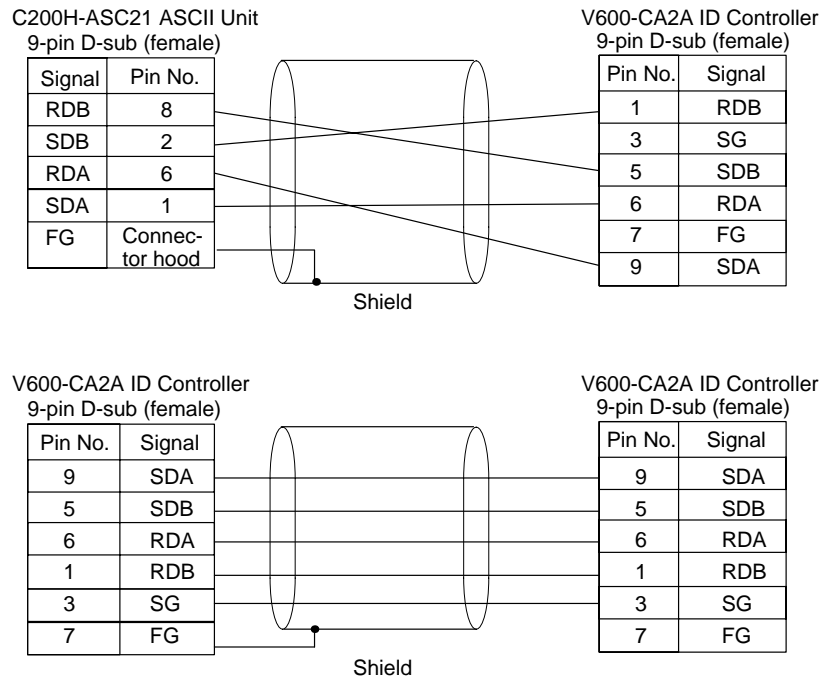 C200H-ASC21 ASCII Unit
9-pin D-sub (female)
Signal Pin No.
RDB 8
SDB 2
RDA 6
SDA 1
FG Connec-
tor hood
Shield
V600-CA2A ID Controller
9-pin D-sub (female)
Pin No. Signal
1 RDB
3 SG
5 SDB
6 RDA
7 FG
9 SDA
V600-CA2A ID Controller
9-pin D-sub (female)
Pin No. Signal
9 SDA
5 SDB
6 RDA
1 RDB
3 SG
7 FG
Shield
V600-CA2A ID Controller
9-pin D-sub (female)
Pin No. Signal
9 SDA
5 SDB
6 RDA
1 RDB
3 SG
7 FG